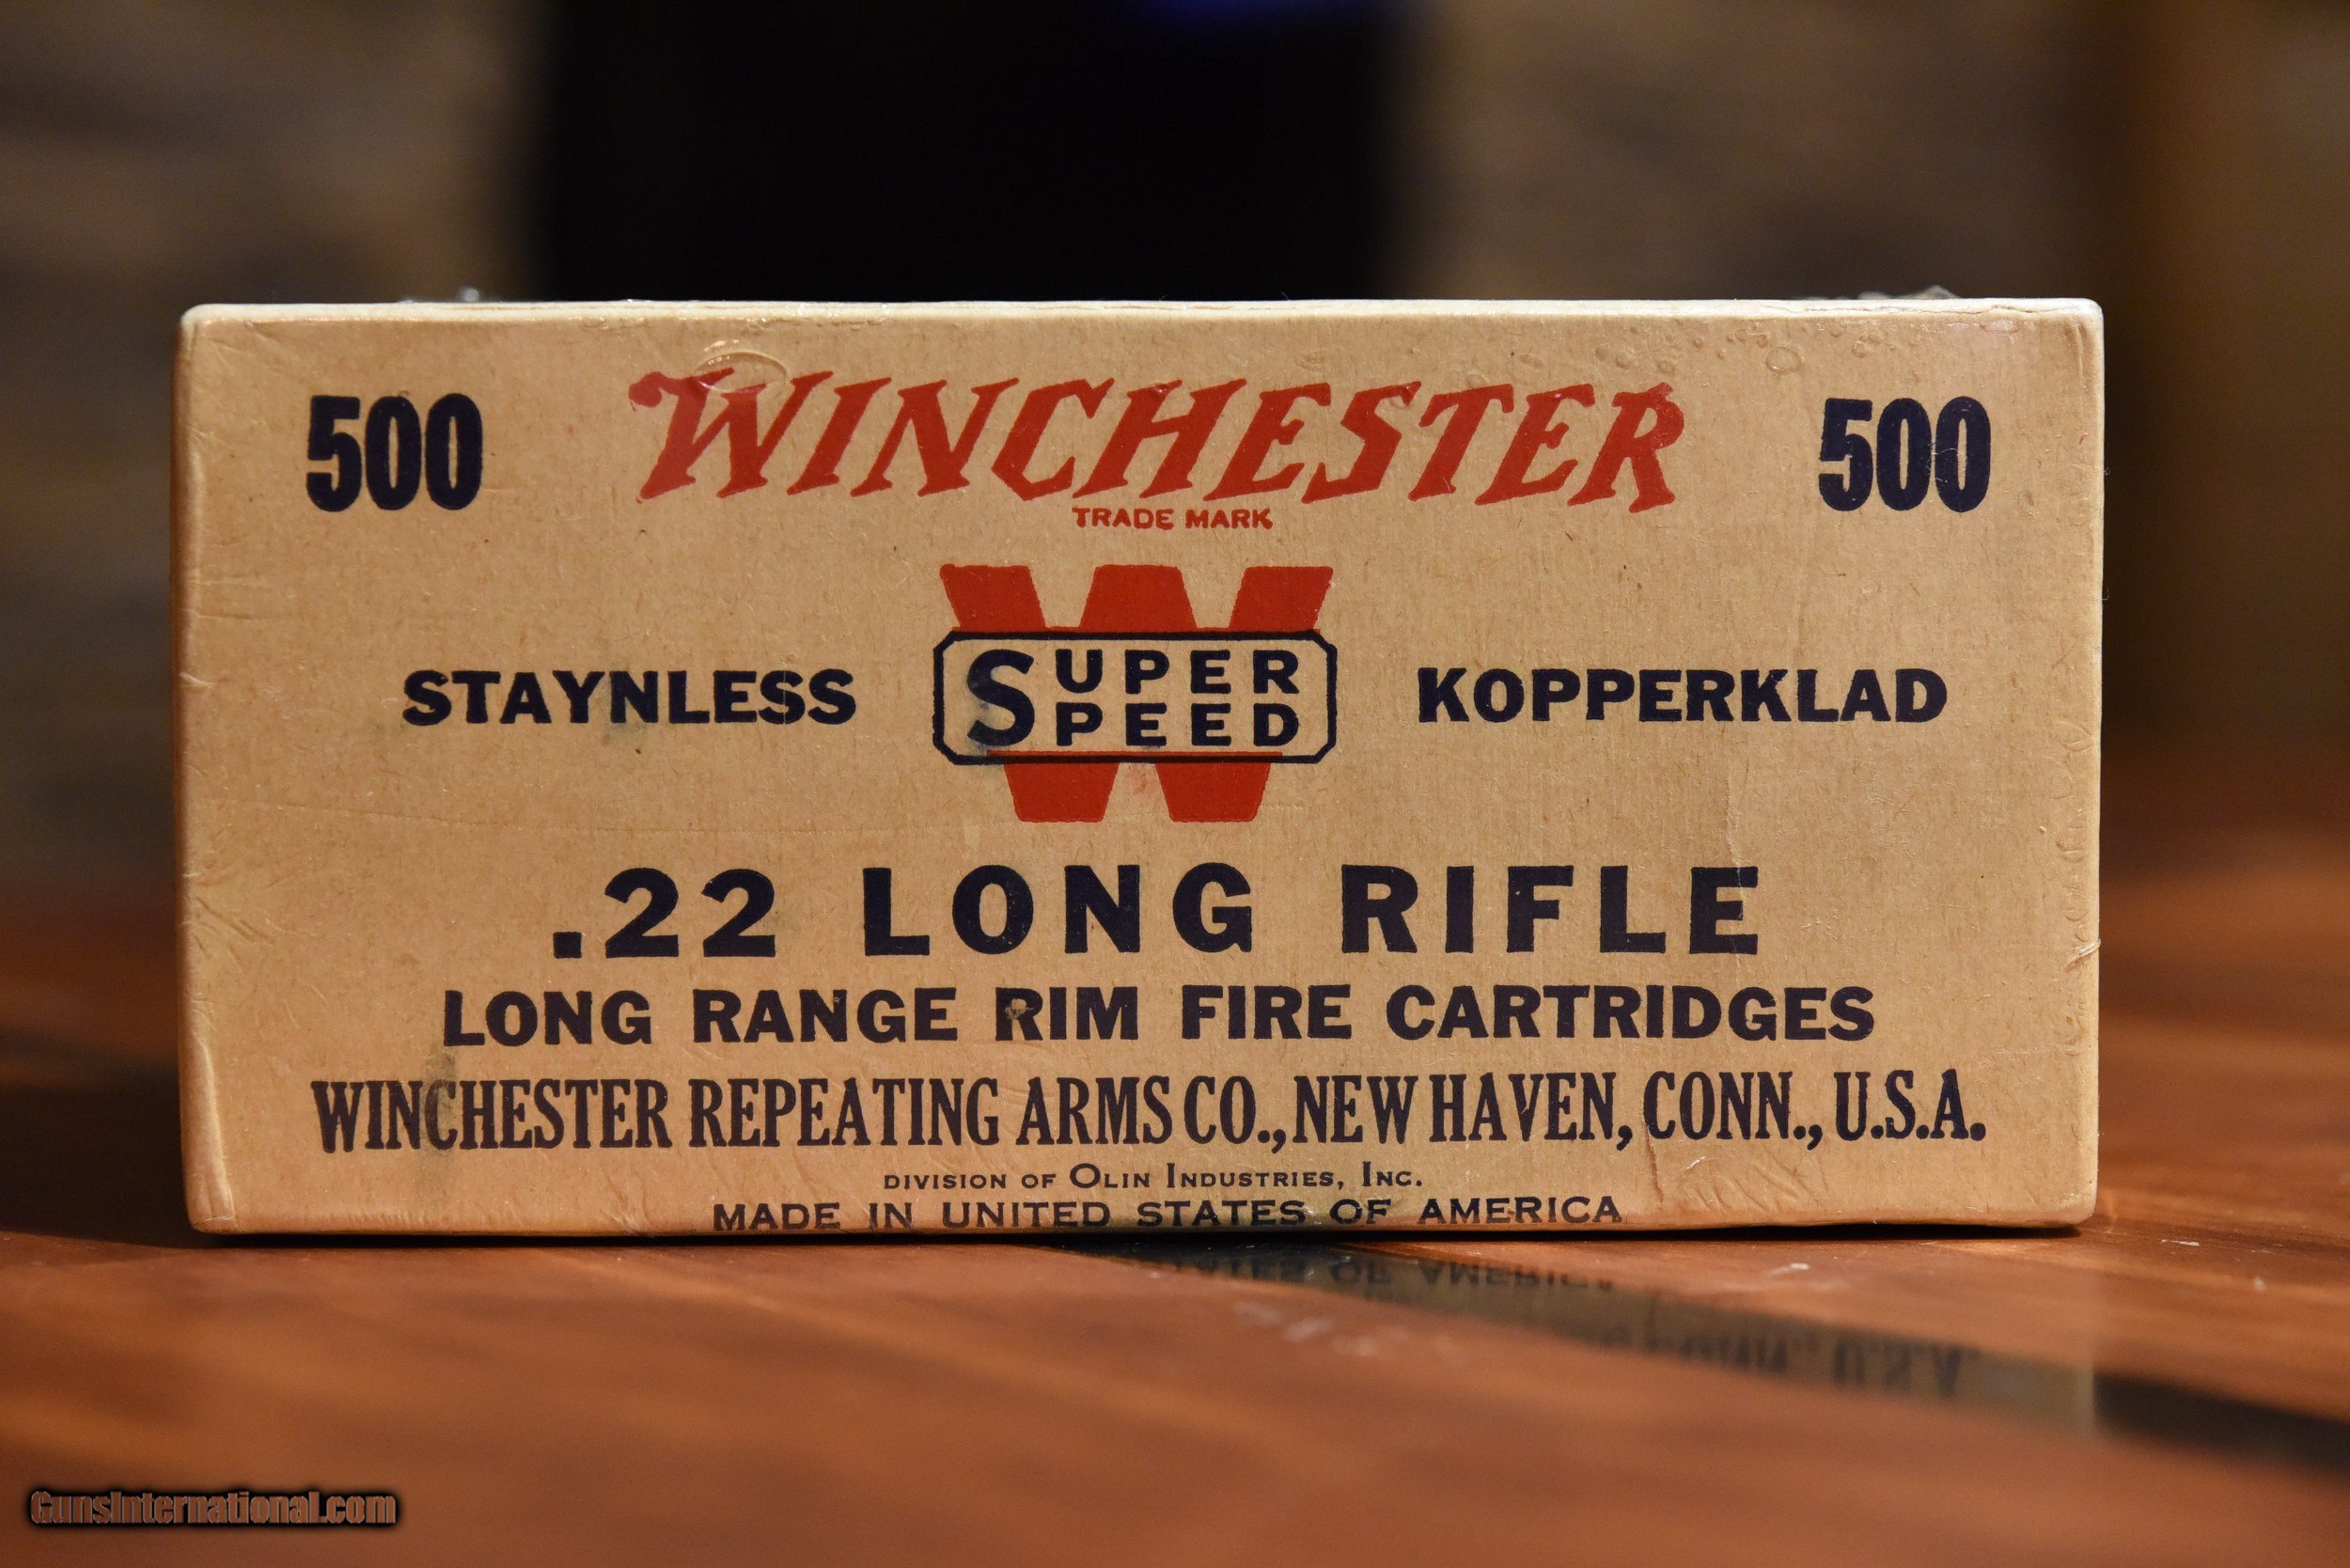 500 WINCHESTER 500
TRADE MARK
W
STAYNLESS SUPER SPEED KOPPERKLAD
.22 LONG RIFLE
LONG RANGE RIM FIRE CARTRIDGES
WINCHESTER REPEATING ARMS CO., NEW HAVEN, CONN., U.S.A.
DIVISION OF OLIN INDUSTRIES, INC.
MADE IN UNITED STATES OF AMERICA
GunsInternational.com